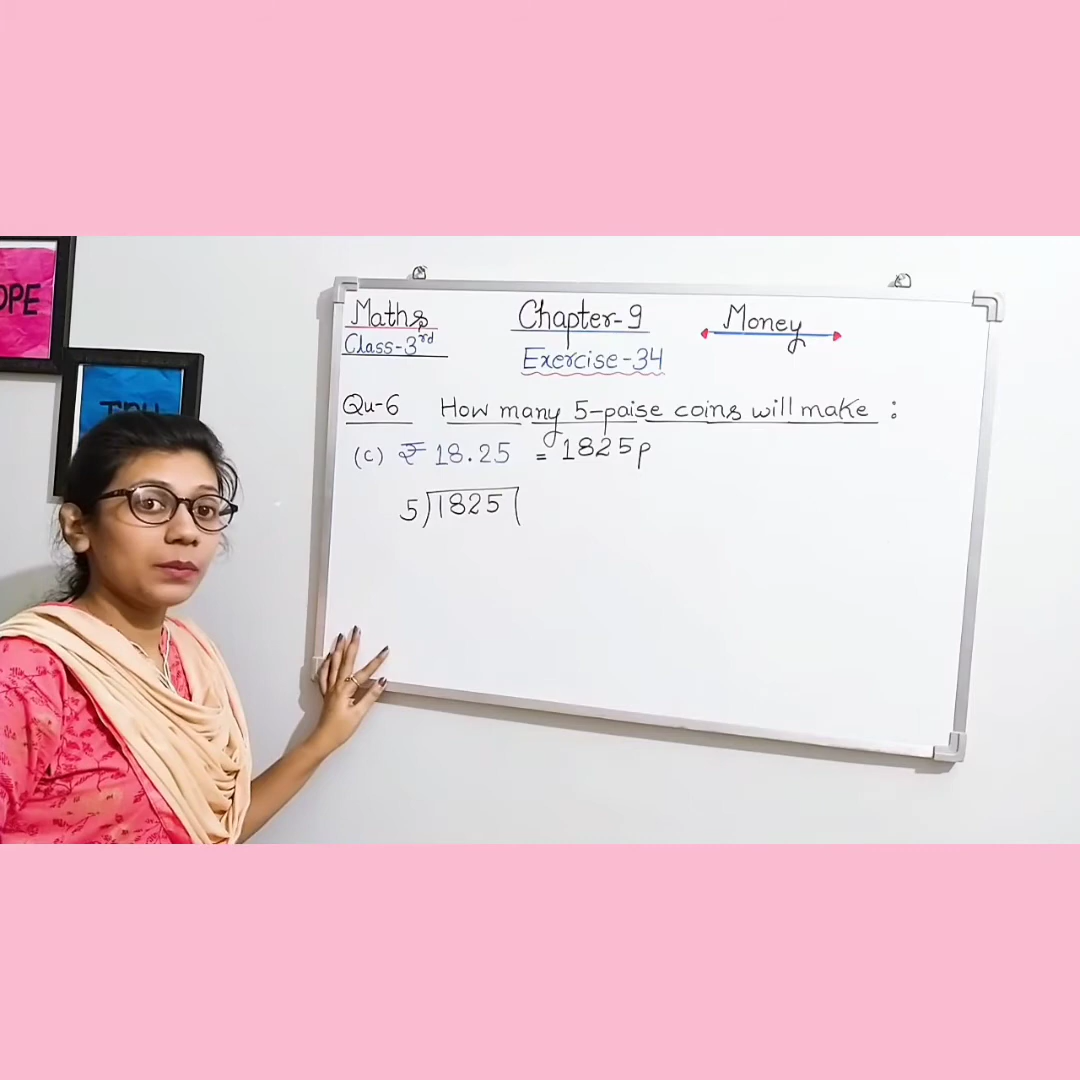 OPE
Maths
Chapter-9
Money
Class-3rd
Exercise-34
Qu-6 How many 5-paise coins will make :
(c) ₹ 18.25 = 1825p
5)1825(